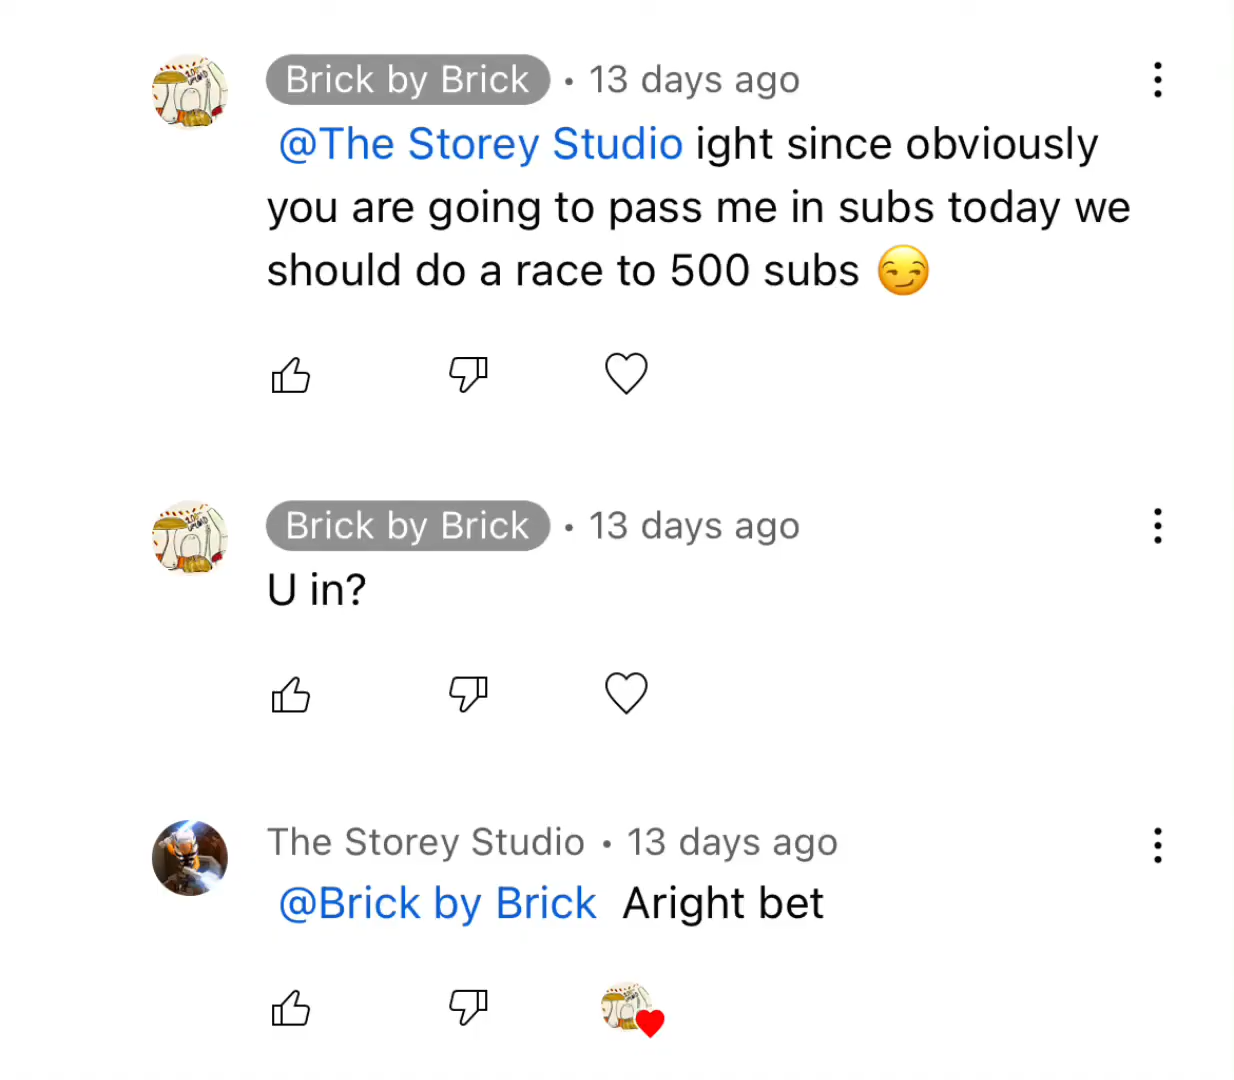 Brick by Brick • 13 days ago
@The Storey Studio ight since obviously
you are going to pass me in subs today we
should do a race to 500 subs 😏
Brick by Brick • 13 days ago
U in?
The Storey Studio • 13 days ago
@Brick by Brick Aright bet